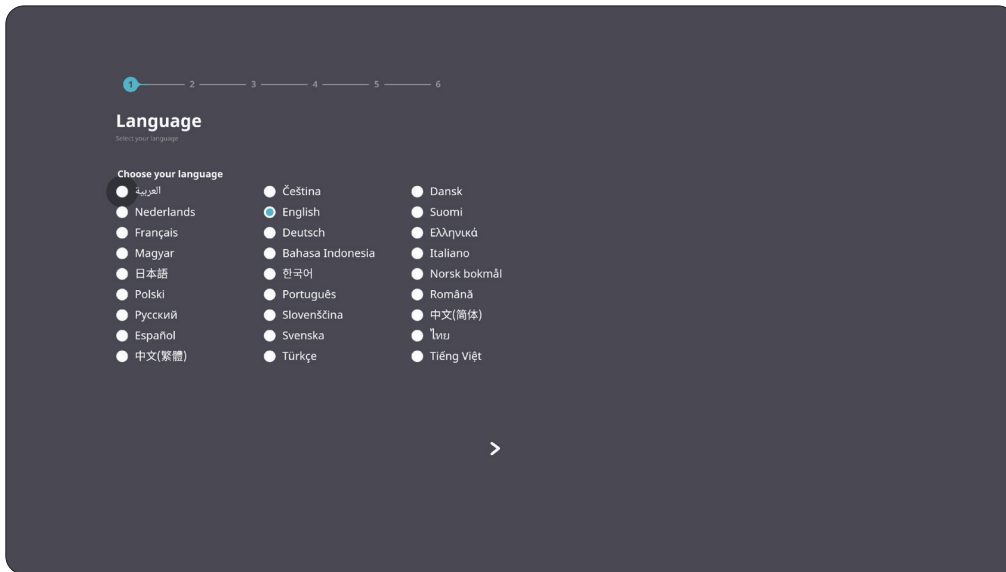 1 2 3 4 5 6
Language
Select your language
Choose your language
العربية Čeština Dansk
Nederlands English Suomi
Français Deutsch Ελληνικά
Magyar Bahasa Indonesia Italiano
日本語 한국어 Norsk bokmål
Polski Português Română
Русский Slovenščina 中文(简体)
Español Svenska ไทย
中文(繁體) Türkçe Tiếng Việt